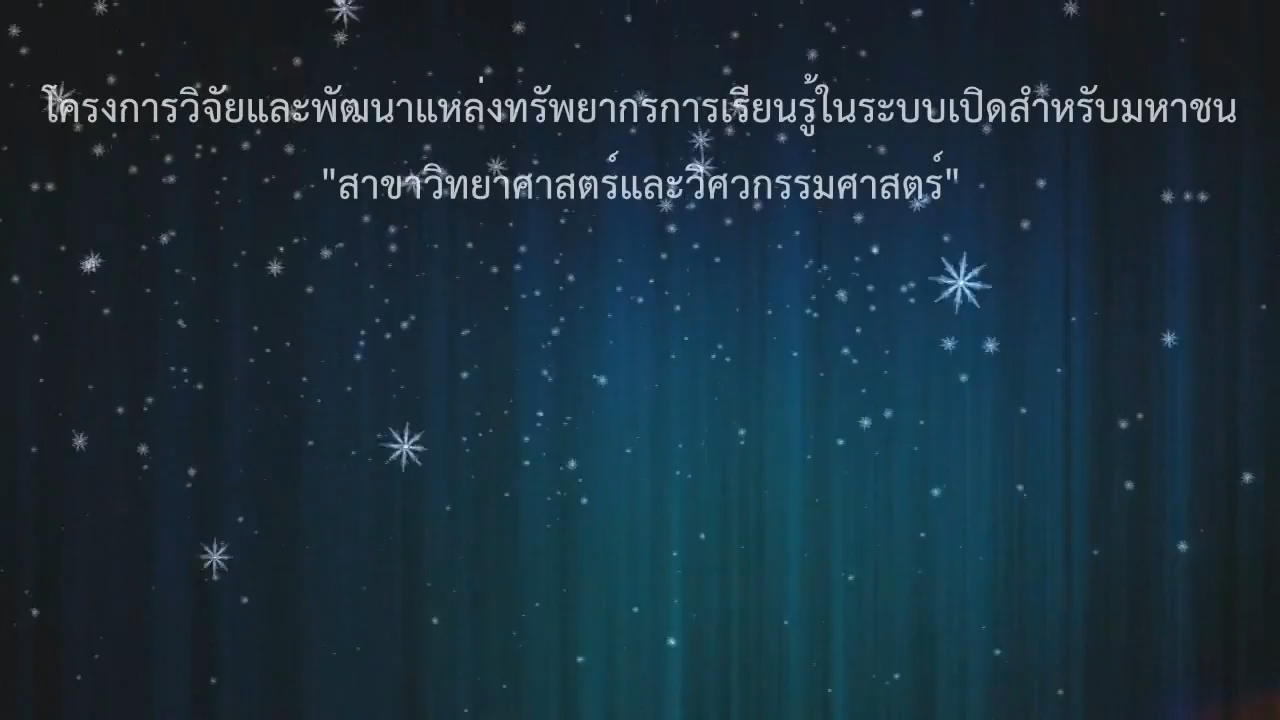 โครงการวิจัยและพัฒนาแหล่งทรัพยากรการเรียนรู้ในระบบเปิดสำหรับมหาชน
"สาขาวิทยาศาสตร์และวิศวกรรมศาสตร์"